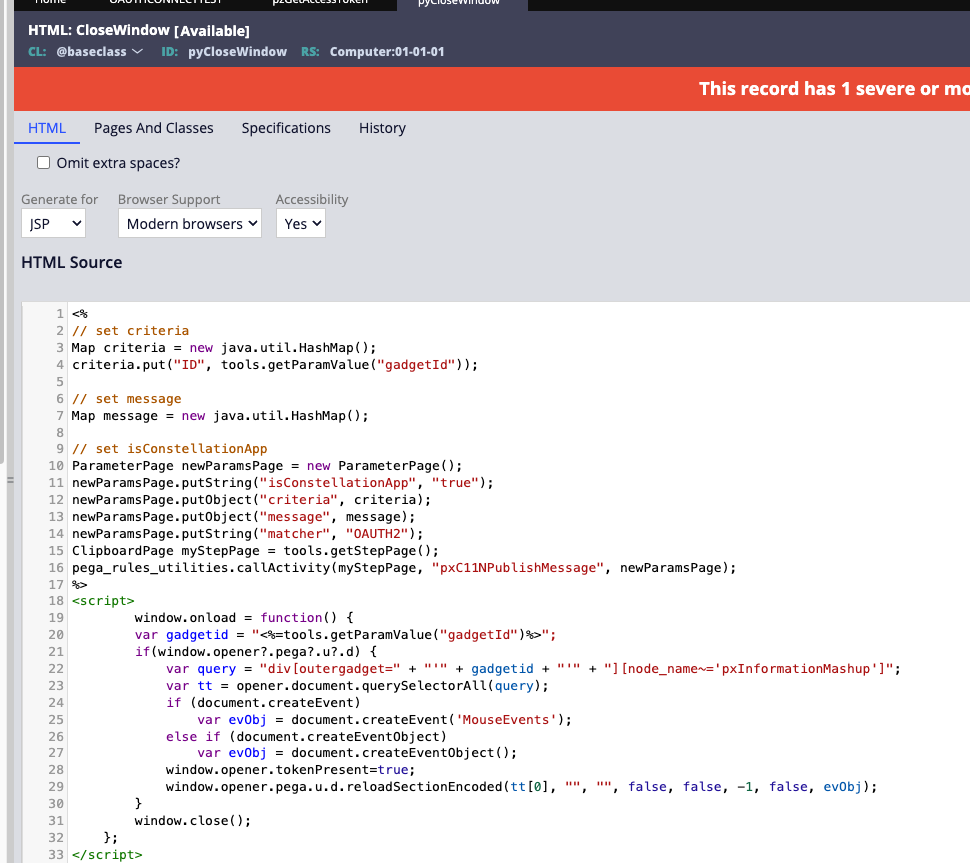 Home OAUTHCONNECTTEST pzGetAccessToken pyCloseWindow
HTML: CloseWindow [Available]
CL: @baseclass ID: pyCloseWindow RS: Computer:01-01-01
This record has 1 severe or mo
HTML Pages And Classes Specifications History
Omit extra spaces?
Generate for Browser Support Accessibility
JSP Modern browsers Yes
HTML Source
1 <%
2 // set criteria
3 Map criteria = new java.util.HashMap();
4 criteria.put("ID", tools.getParamValue("gadgetId"));
5
6 // set message
7 Map message = new java.util.HashMap();
8
9 // set isConstellationApp
10 ParameterPage newParamsPage = new ParameterPage();
11 newParamsPage.putString("isConstellationApp", "true");
12 newParamsPage.putObject("criteria", criteria);
13 newParamsPage.putObject("message", message);
14 newParamsPage.putString("matcher", "OAUTH2");
15 ClipboardPage myStepPage = tools.getStepPage();
16 pega_rules_utilities.callActivity(myStepPage, "pxC11NPublishMessage", newParamsPage);
17 %>
18 <script>
19 window.onload = function() {
20 var gadgetid = "<%=tools.getParamValue("gadgetId")%>";
21 if(window.opener?.pega?.u?.d) {
22 var query = "div[outergadget=" + "'" + gadgetid + "'" + "][node_name~='pxInformationMashup']";
23 var tt = opener.document.querySelectorAll(query);
24 if (document.createEvent)
25 var evObj = document.createEvent('MouseEvents');
26 else if (document.createEventObject)
27 var evObj = document.createEventObject();
28 window.opener.tokenPresent=true;
29 window.opener.pega.u.d.reloadSectionEncoded(tt[0], "", "", false, false, -1, false, evObj);
30 }
31 window.close();
32 };
33 </script>